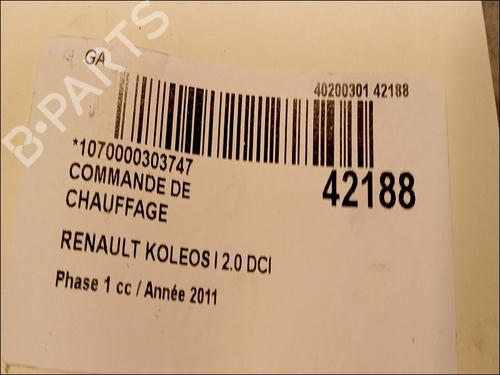 GA
40200301 42188
*1070000303747
COMMANDE DE
CHAUFFAGE
42188
RENAULT KOLEOS I 2.0 DCI
Phase 1 cc / Année 2011
B-PARTS